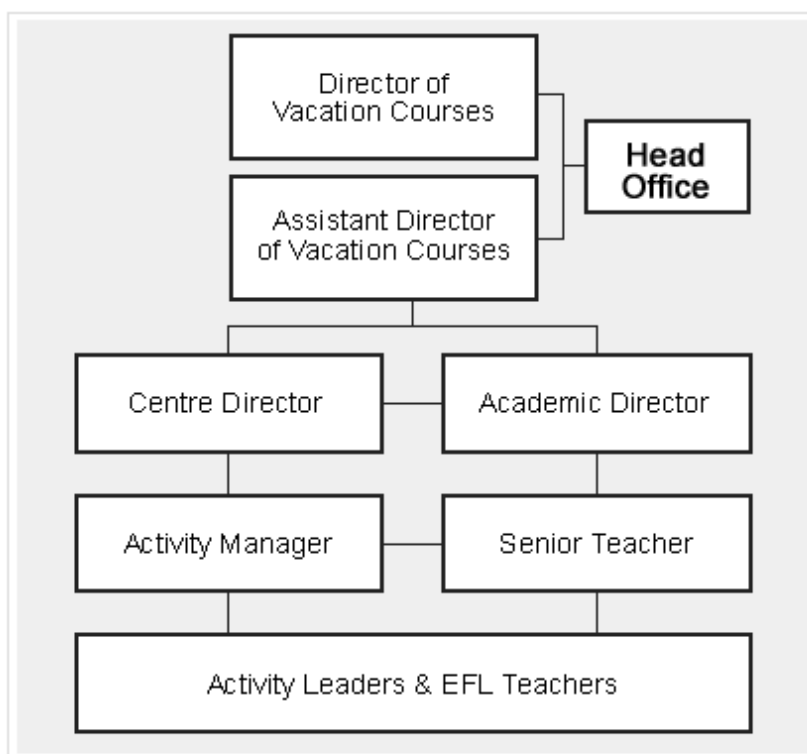 Director of
Vacation Courses
Head
Office
Assistant Director
of Vacation Courses
Centre Director
Academic Director
Activity Manager
Senior Teacher
Activity Leaders & EFL Teachers